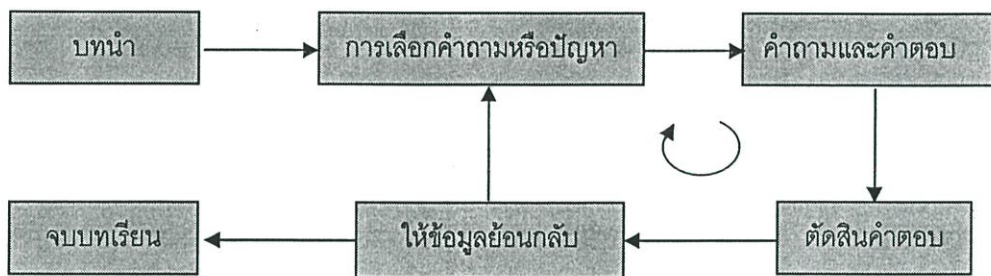 บทนำ
การเลือกคำถามหรือปัญหา
คำถามและคำตอบ
จบบทเรียน
ให้ข้อมูลย้อนกลับ
ตัดสินคำตอบ